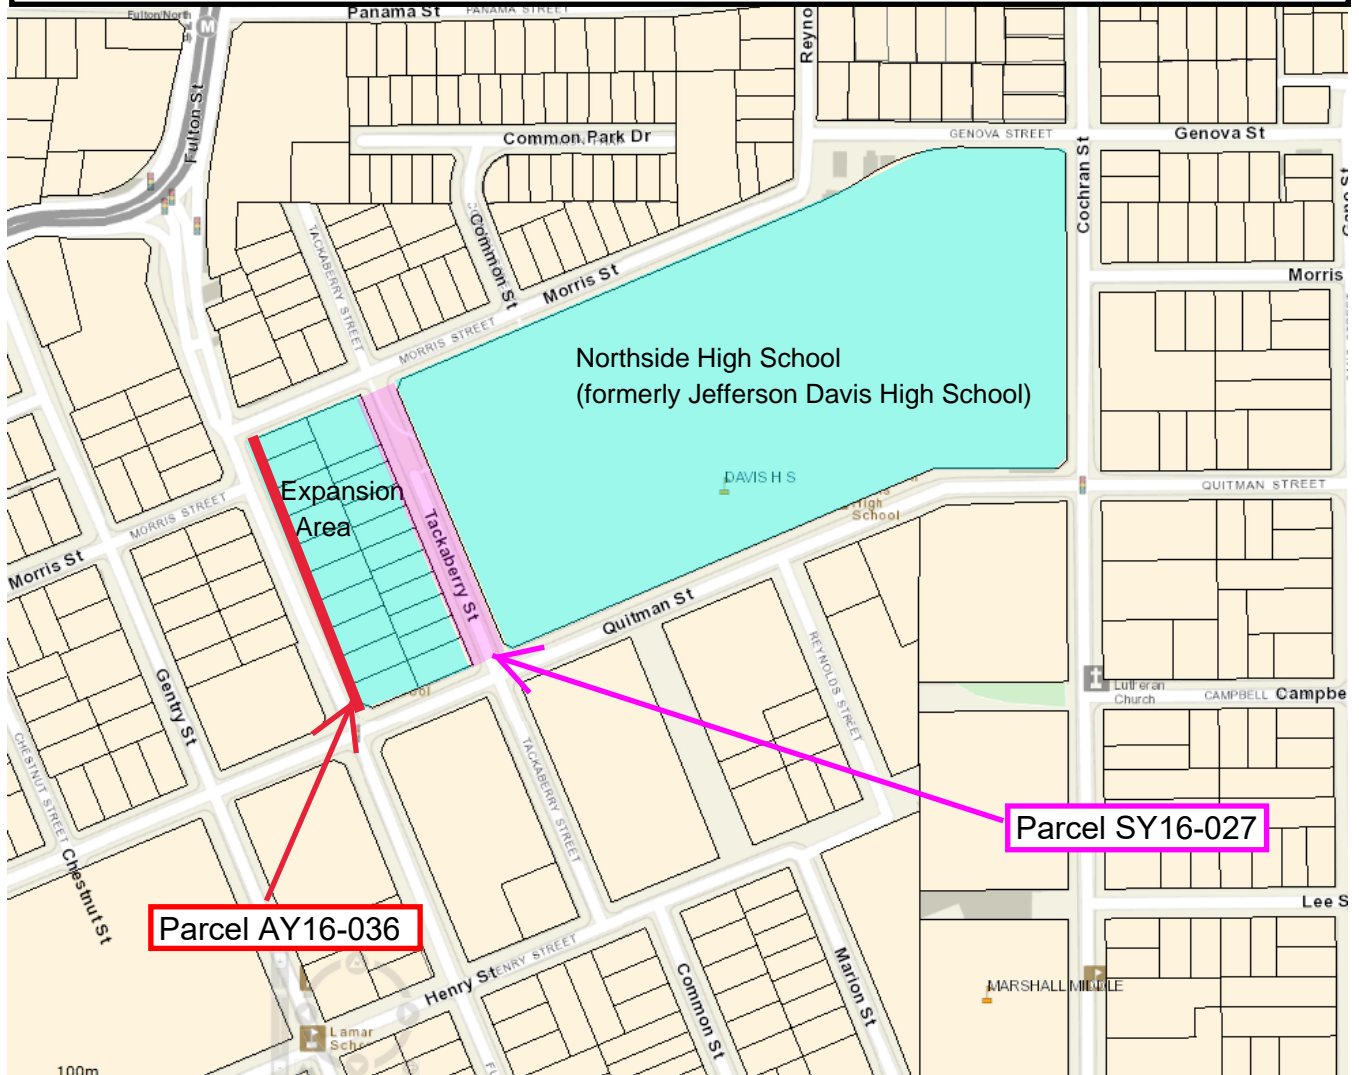 Fulton/North
Panama St
PANAMA STREET
Reyno
Fulton St
Common Park Dr
GENOVA STREET
Genova St
Cochran St
Cano St
TACKABERRY STREET
Common St
Morris St
Morris
MORRIS STREET
Northside High School
(formerly Jefferson Davis High School)
DAVIS H S
High
School
QUITMAN STREET
Expansion
Area
Tackaberry St
MORRIS STREET
Morris St
Quitman St
REYNOLDS STREET
Lutheran
Church
CAMPBELL
Campbe
Gentry St
CHESTNUT STREET
Chestnut St
TACKABERRY STREET
Parcel SY16-027
Parcel AY16-036
Lee S
HENRY STREET
Henry St
Common St
Marion St
MARSHALL MIDDLE
Lamar
100m